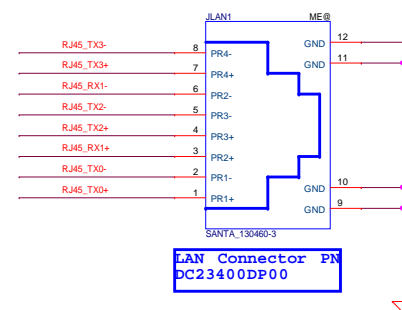 JLAN1 ME@
RJ45_TX3- 8 PR4- GND 12
RJ45_TX3+ 7 PR4+ GND 11
RJ45_RX1- 6 PR2-
RJ45_TX2- 5 PR3-
RJ45_TX2+ 4 PR3+
RJ45_RX1+ 3 PR2+
RJ45_TX0- 2 PR1- GND 10
RJ45_TX0+ 1 PR1+ GND 9
SANTA_130460-3
LAN Connector PN
DC23400DP00